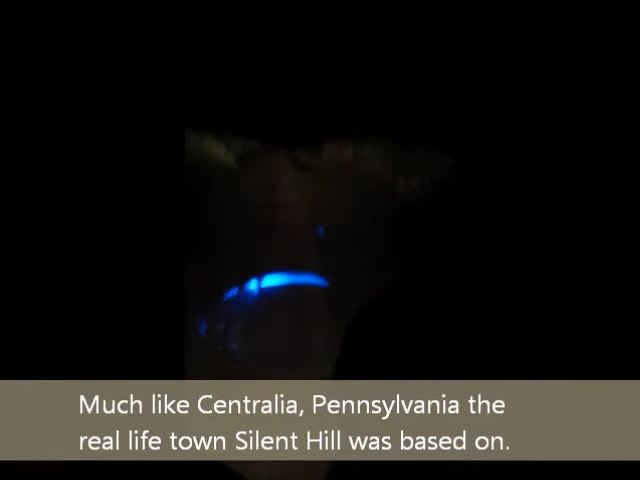 Much like Centralia, Pennsylvania the
real life town Silent Hill was based on.